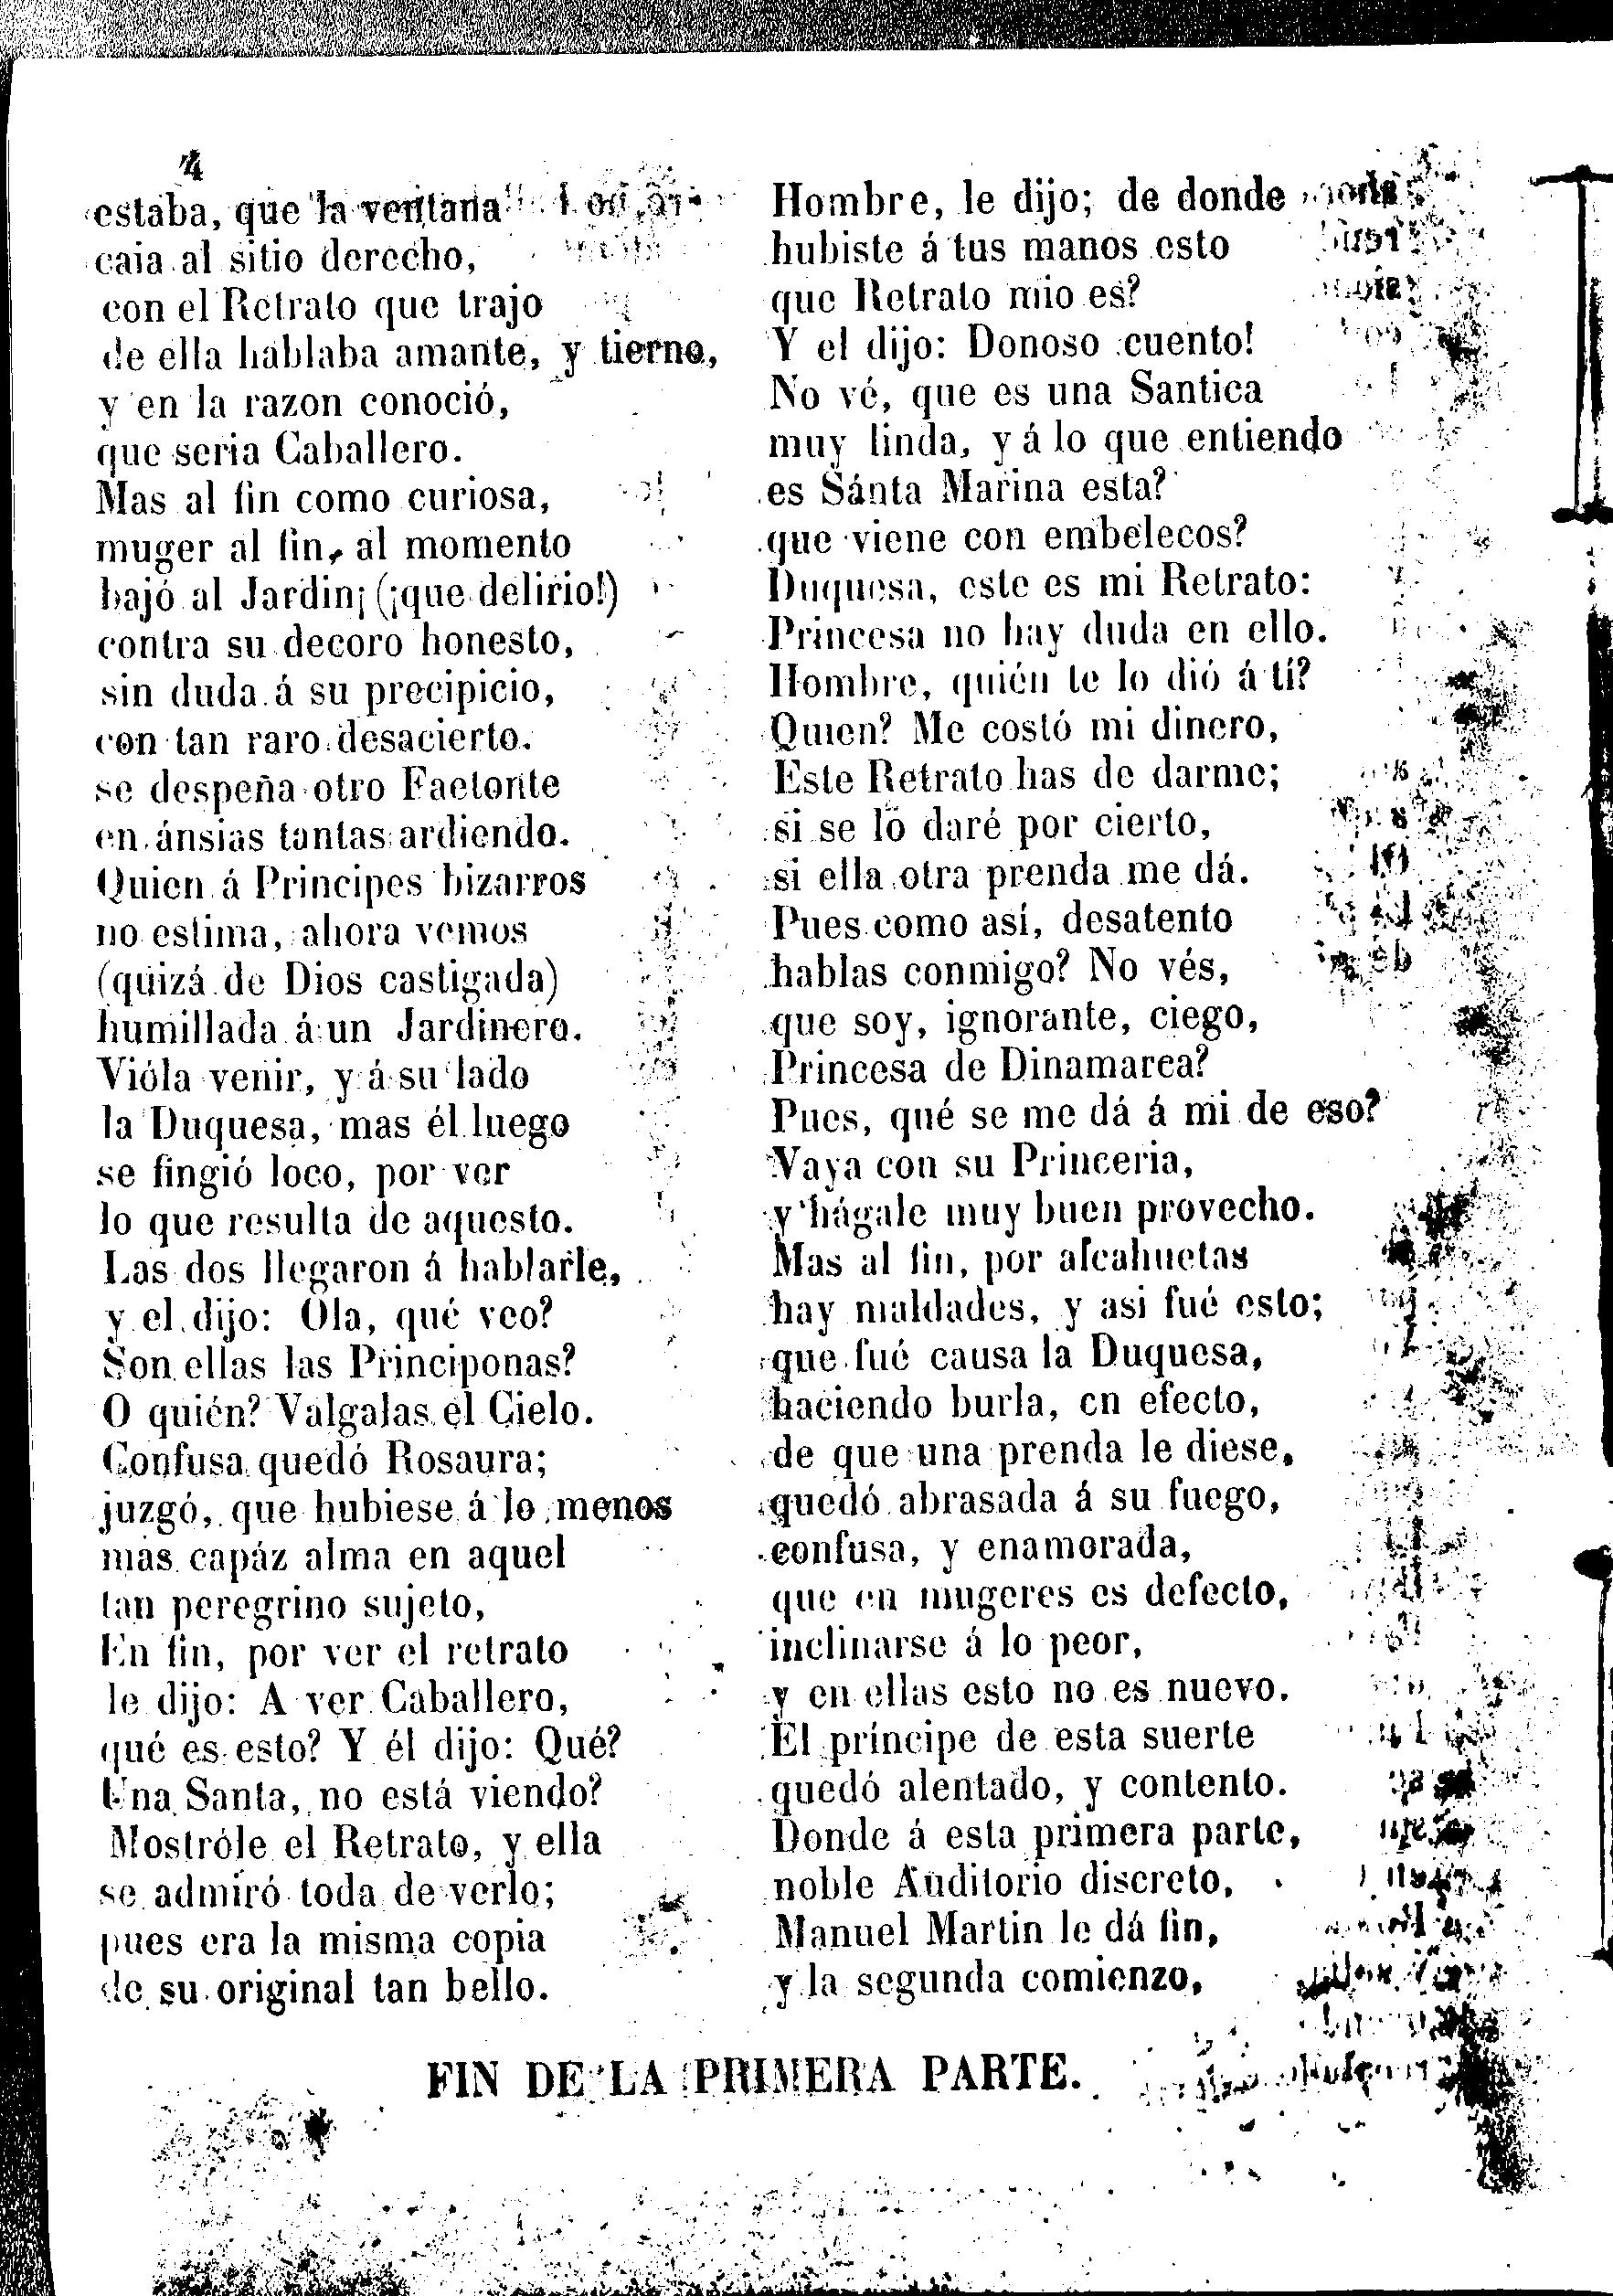 4
estaba, que la ventana
caia al sitio derecho,
con el Retrato que trajo
de ella hablaba amante, y tierno,
y en la razon conoció,
que seria Caballero.
Mas al fin como curiosa,
muger al fin, al momento
bajó al Jardin; (¡que delirio!)
contra su decoro honesto,
sin duda á su precipicio,
con tan raro desacierto.
se despeña otro Faetonte
en ánsias tantas ardiendo.
Quien á Principes bizarros
no estima, ahora vemos
(quizá de Dios castigada)
humillada á un Jardinero.
Vióla venir, y á su lado
la Duquesa, mas él luego
se fingió loco, por ver
lo que resulta de aquesto.
Las dos llegaron á hablarle,
y el dijo: Ola, qué veo?
Son ellas las Principonas?
O quién? Valgalas el Cielo.
Confusa quedó Rosaura;
juzgó, que hubiese á lo menos
mas capáz alma en aquel
tan peregrino sujeto,
En fin, por ver el retrato
le dijo: A ver Caballero,
qué es esto? Y él dijo: Qué?
Una Santa, no está viendo?
Mostróle el Retrato, y ella
se admiró toda de verlo;
pues era la misma copia
de su original tan bello.
Hombre, le dijo; de donde
hubiste á tus manos esto
que Retrato mio es?
Y el dijo: Donoso cuento!
No vé, que es una Santica
muy linda, y á lo que entiendo
es Sánta Marina esta?
que viene con embelecos?
Duquesa, este es mi Retrato:
Princesa no hay duda en ello.
Hombre, quién te lo dió á tí?
Quien? Me costó mi dinero,
Este Retrato has de darme;
si se lo daré por cierto,
si ella otra prenda me dá.
Pues como así, desatento
hablas conmigo? No vés,
que soy, ignorante, ciego,
Princesa de Dinamarca?
Pues, qué se me dá á mi de eso?
Vaya con su Princeria,
y hágale muy buen provecho.
Mas al fin, por alcahuetas
hay maldades, y asi fué esto;
que fué causa la Duquesa,
haciendo burla, en efecto,
de que una prenda le diese,
quedó abrasada á su fuego,
confusa, y enamorada,
que en mugeres es defecto,
inclinarse á lo peor,
y en ellas esto no es nuevo.
El príncipe de esta suerte
quedó alentado, y contento.
Donde á esta primera parte,
noble Auditorio discreto,
Manuel Martin le dá fin,
y la segunda comienzo,
FIN DE LA PRIMERA PARTE.